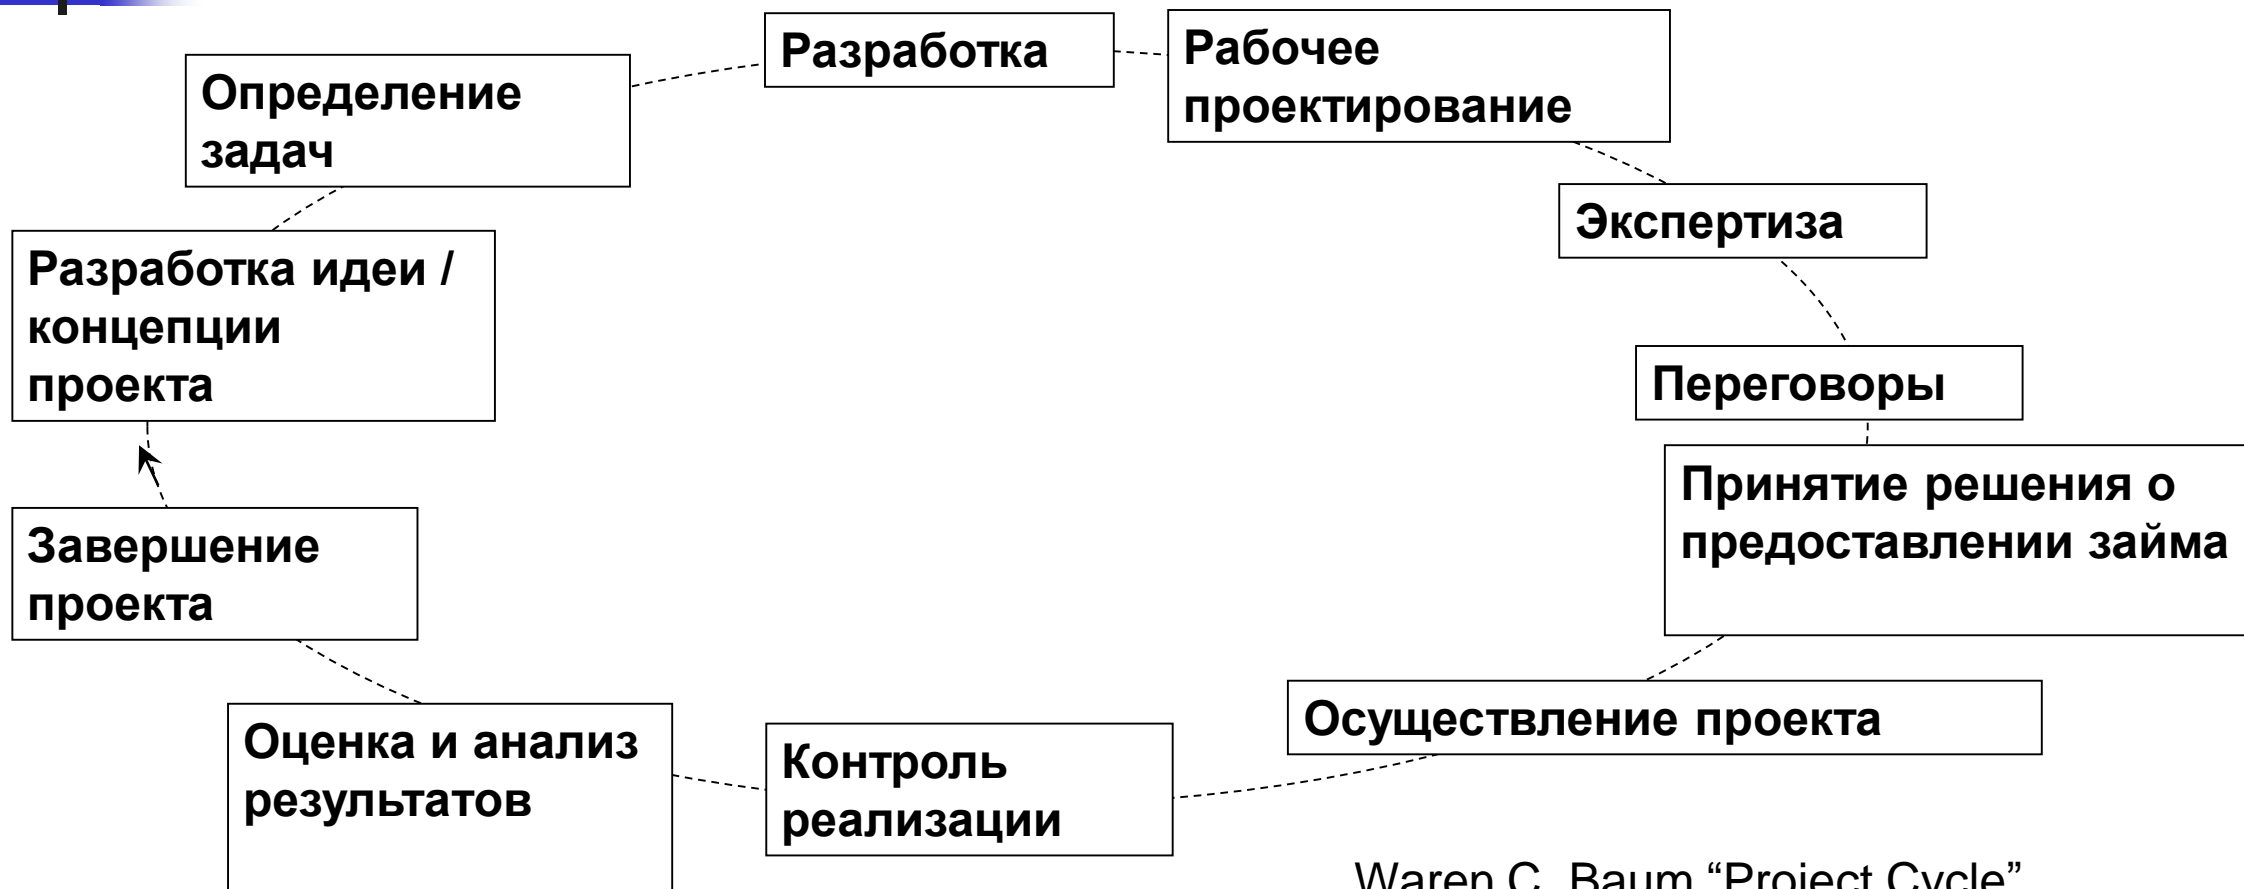 Разработка
Рабочее
проектирование
Определение
задач
Экспертиза
Разработка идеи /
концепции
проекта
Переговоры
Принятие решения о
предоставлении займа
Завершение
проекта
Осуществление проекта
Оценка и анализ
результатов
Контроль
реализации
Waren C. Baum “Project Cycle”